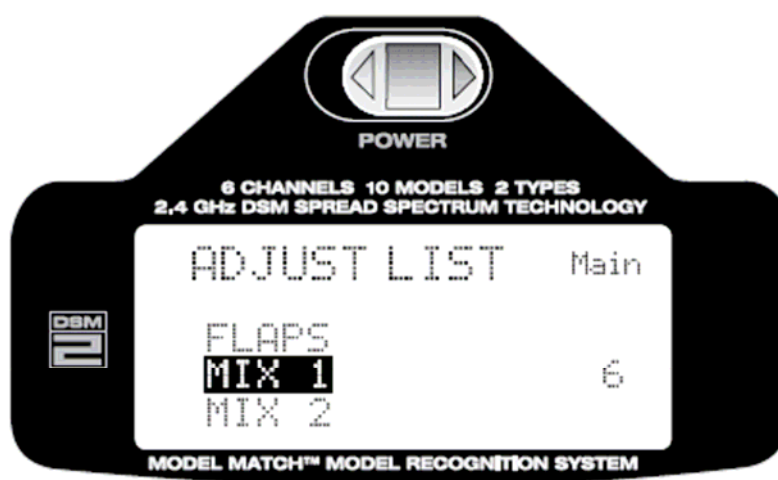 POWER
6 CHANNELS 10 MODELS 2 TYPES
2.4 GHz DSM SPREAD SPECTRUM TECHNOLOGY
ADJUST LIST Main
DSM
2
FLAPS
MIX 1 6
MIX 2
MODEL MATCH™ MODEL RECOGNITION SYSTEM